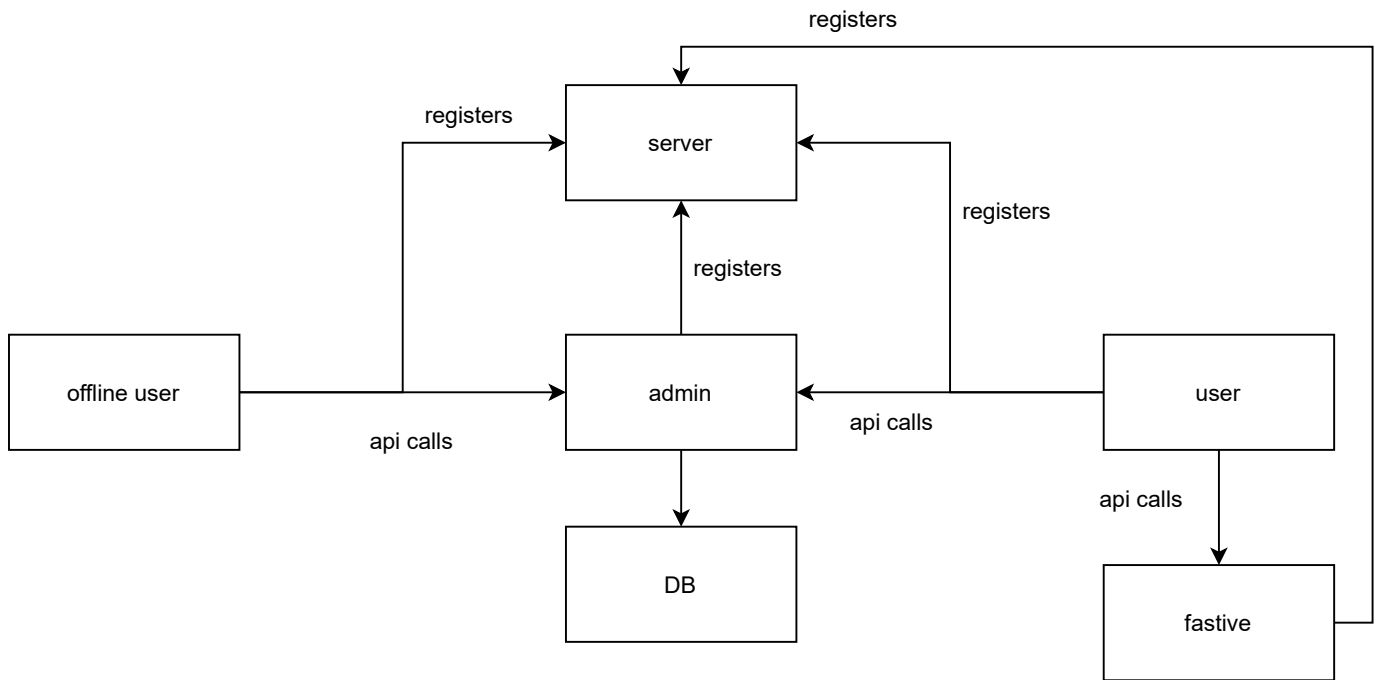 registers
registers
server
registers
registers
offline user
admin
user
api calls
api calls
api calls
DB
fastive